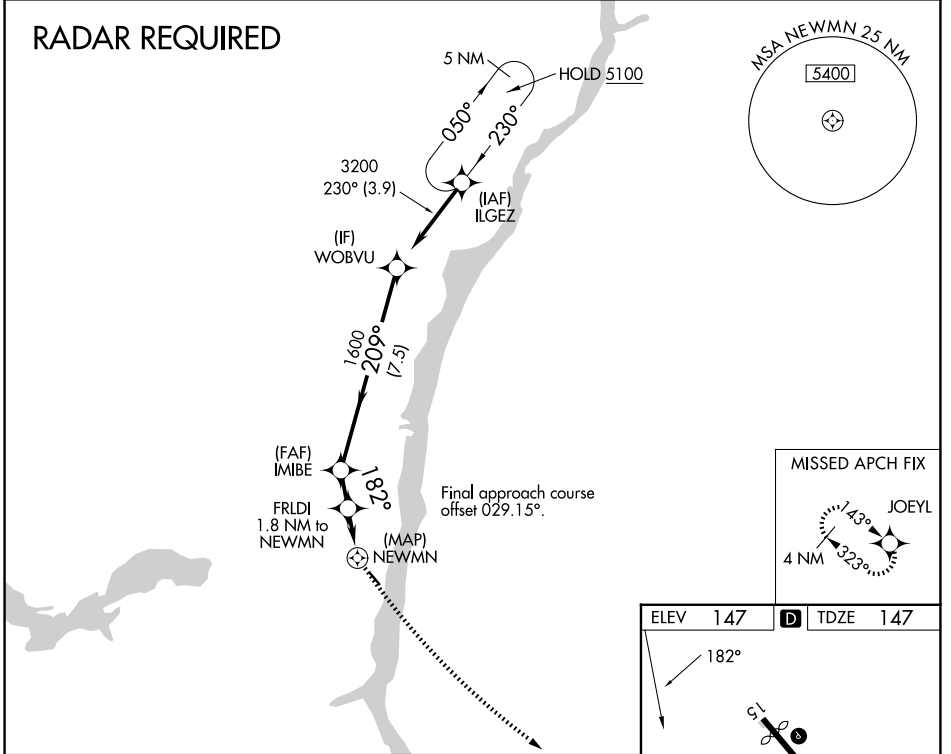 RADAR REQUIRED
MSA NEWMN 25 NM
5400
5 NM
HOLD 5100
050°
230°
3200
230° (3.9)
(IAF)
ILGEZ
(IF)
WOBVU
1600
209°
(7.5)
(FAF)
IMIBE
182°
FRLDI
1.8 NM to
NEWMN
(MAP)
NEWMN
Final approach course
offset 029.15°.
MISSED APCH FIX
JOEYL
143°
4 NM
323°
ELEV 147 D TDZE 147
182°
15
P